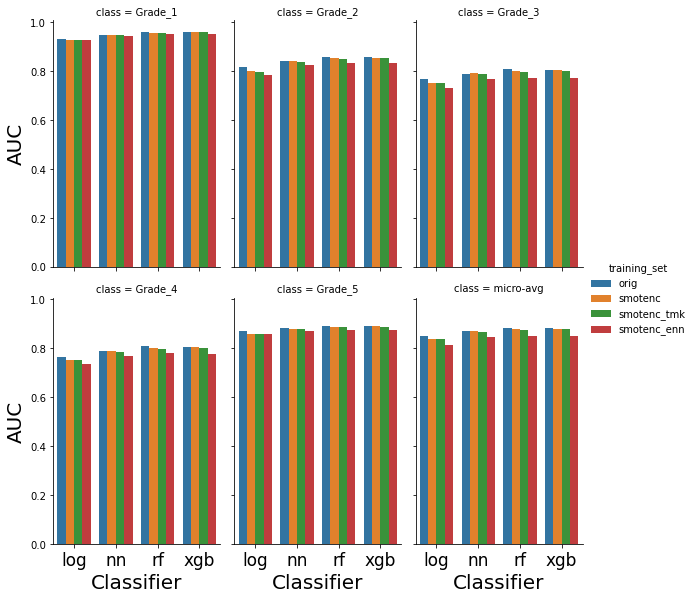 class = Grade_1
class = Grade_2
class = Grade_3
1.0
0.8
0.6
0.4
0.2
0.0
AUC
class = Grade_4
class = Grade_5
class = micro-avg
1.0
0.8
0.6
0.4
0.2
0.0
AUC
log nn rf xgb
Classifier
log nn rf xgb
Classifier
log nn rf xgb
Classifier
training_set
orig
smotenc
smotenc_tmk
smotenc_enn